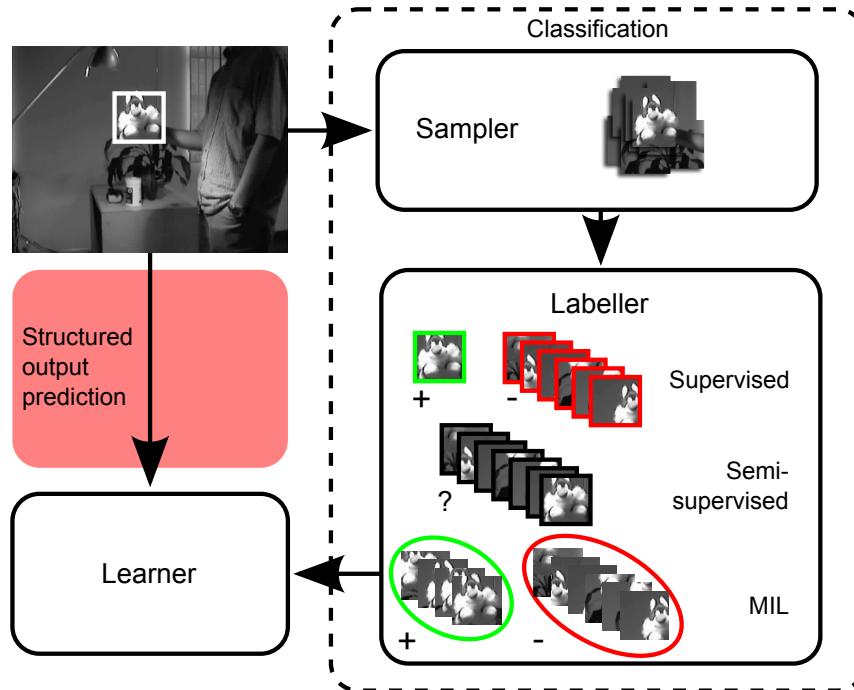 Classification
Sampler
Structured
output
prediction
Labeller
+
-
Supervised
?
Semi-
supervised
Learner
MIL
+
-